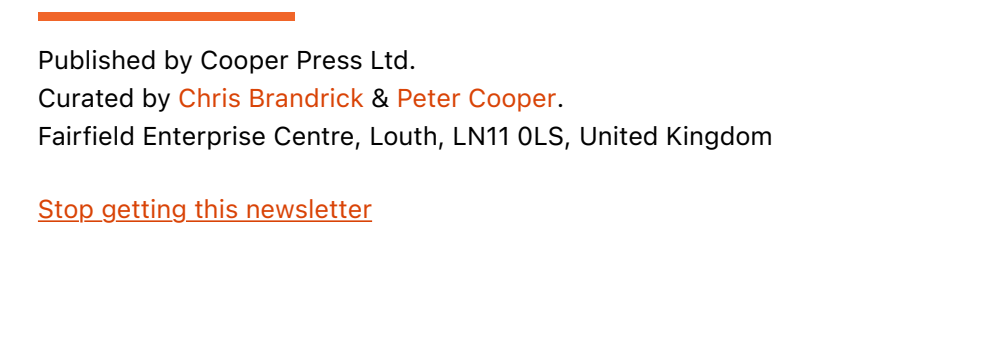 Published by Cooper Press Ltd.
Curated by Chris Brandrick & Peter Cooper.
Fairfield Enterprise Centre, Louth, LN11 0LS, United Kingdom
Stop getting this newsletter